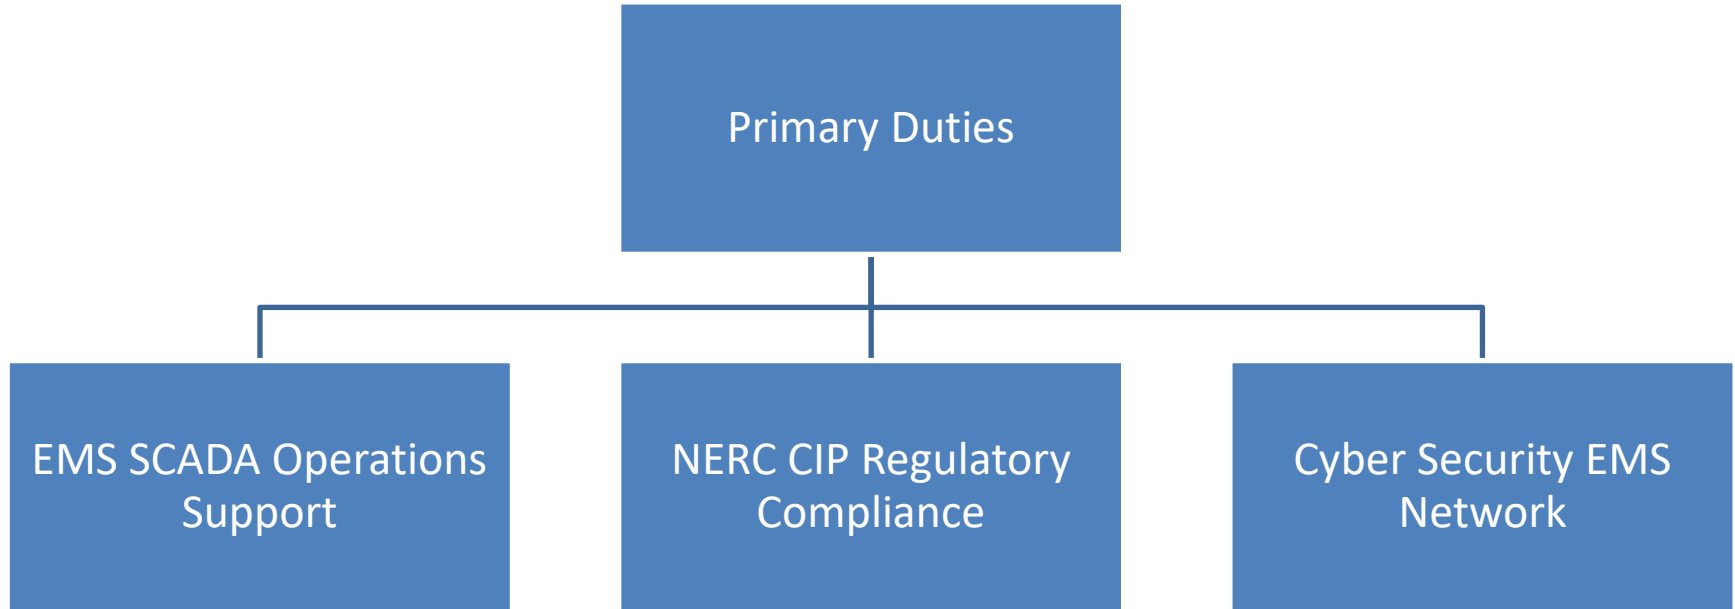 Primary Duties
EMS SCADA Operations
Support
NERC CIP Regulatory
Compliance
Cyber Security EMS
Network